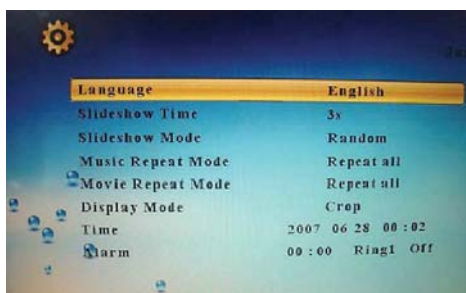 Language English
Slideshow Time 3s
Slideshow Mode Random
Music Repeat Mode Repeat all
Movie Repeat Mode Repeat all
Display Mode Crop
Time 2007 06 28 00:02
Alarm 00:00 Ring1 Off